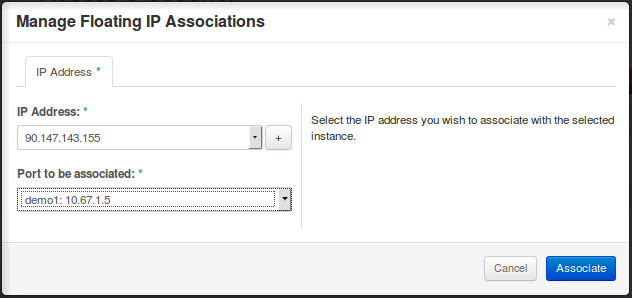 Manage Floating IP Associations
×
IP Address *
IP Address: *
90.147.143.155
+
Port to be associated: *
demo1: 10.67.1.5
Select the IP address you wish to associate with the selected
instance.
Cancel
Associate